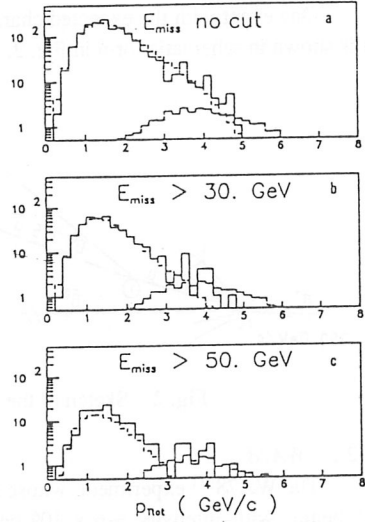 E_miss no cut a
10^2
10
1
0 1 2 3 4 5 6 7 8
E_miss > 30. GeV b
10^2
10
1
0 1 2 3 4 5 6 7 8
E_miss > 50. GeV c
10^2
10
1
0 1 2 3 4 5 6 7 8
p_πot ( GeV/c )